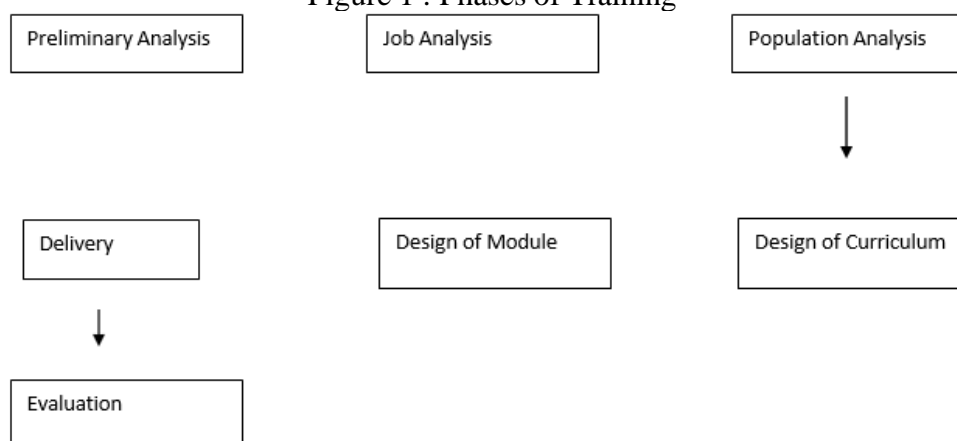 Figure 1 : Phases of Training
Preliminary Analysis
Job Analysis
Population Analysis
Delivery
Design of Module
Design of Curriculum
Evaluation